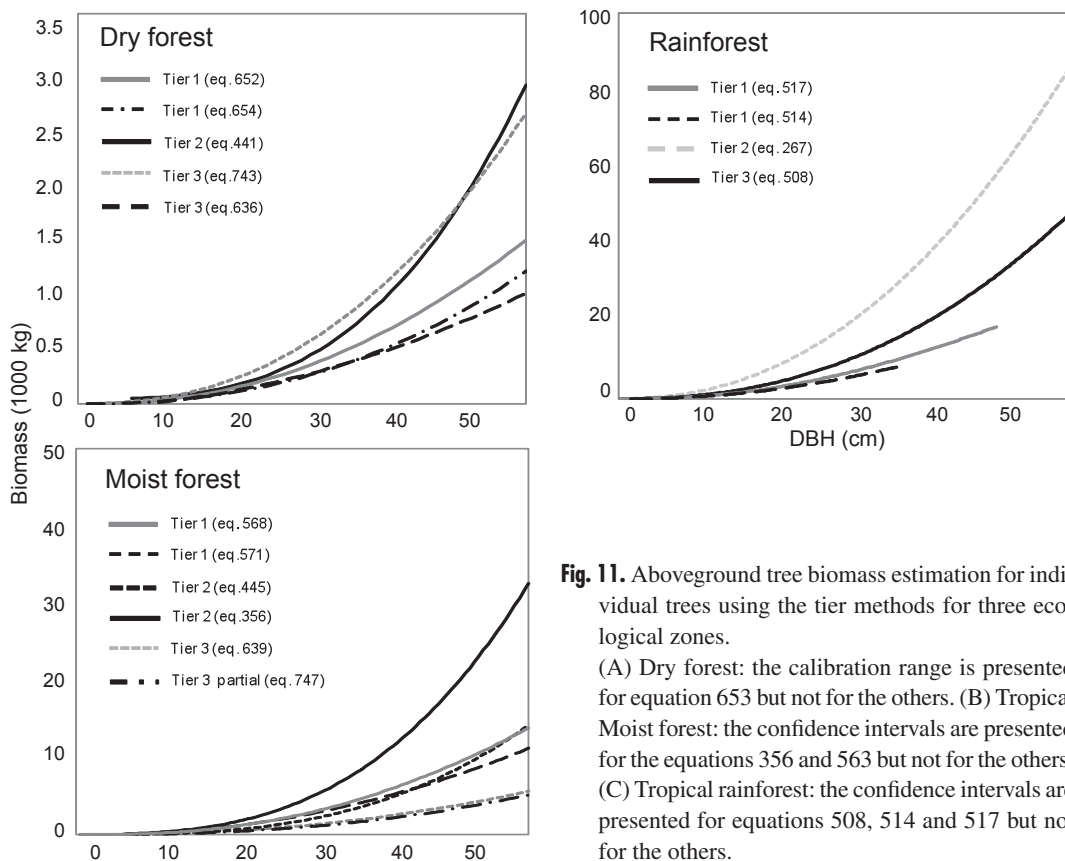 Dry forest
3.5
3.0
2.5
2.0
1.5
1.0
0.5
0
Tier 1 (eq. 652)
Tier 1 (eq.654)
Tier 2 (eq.441)
Tier 3 (eq.743)
Tier 3 (eq.636)
0 10 20 30 40 50
Rainforest
100
80
60
40
20
0
Tier 1 (eq.517)
Tier 1 (eq.514)
Tier 2 (eq.267)
Tier 3 (eq.508)
0 10 20 30 40 50
DBH (cm)
Biomass (1000 kg)
Moist forest
50
40
30
20
10
0
Tier 1 (eq.568)
Tier 1 (eq.571)
Tier 2 (eq.445)
Tier 2 (eq.356)
Tier 3 (eq.639)
Tier 3 partial (eq.747)
0 10 20 30 40 50
Fig. 11. Aboveground tree biomass estimation for indi
vidual trees using the tier methods for three eco
logical zones.
(A) Dry forest: the calibration range is presented
for equation 653 but not for the others. (B) Tropica
Moist forest: the confidence intervals are presented
for the equations 356 and 563 but not for the others
(C) Tropical rainforest: the confidence intervals are
presented for equations 508, 514 and 517 but no
for the others.